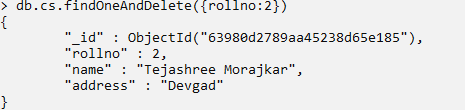 > db.cs.findOneAndDelete({rollno:2})
{
        "_id" : ObjectId("63980d2789aa45238d65e185"),
        "rollno" : 2,
        "name" : "Tejashree Morajkar",
        "address" : "Devgad"
}